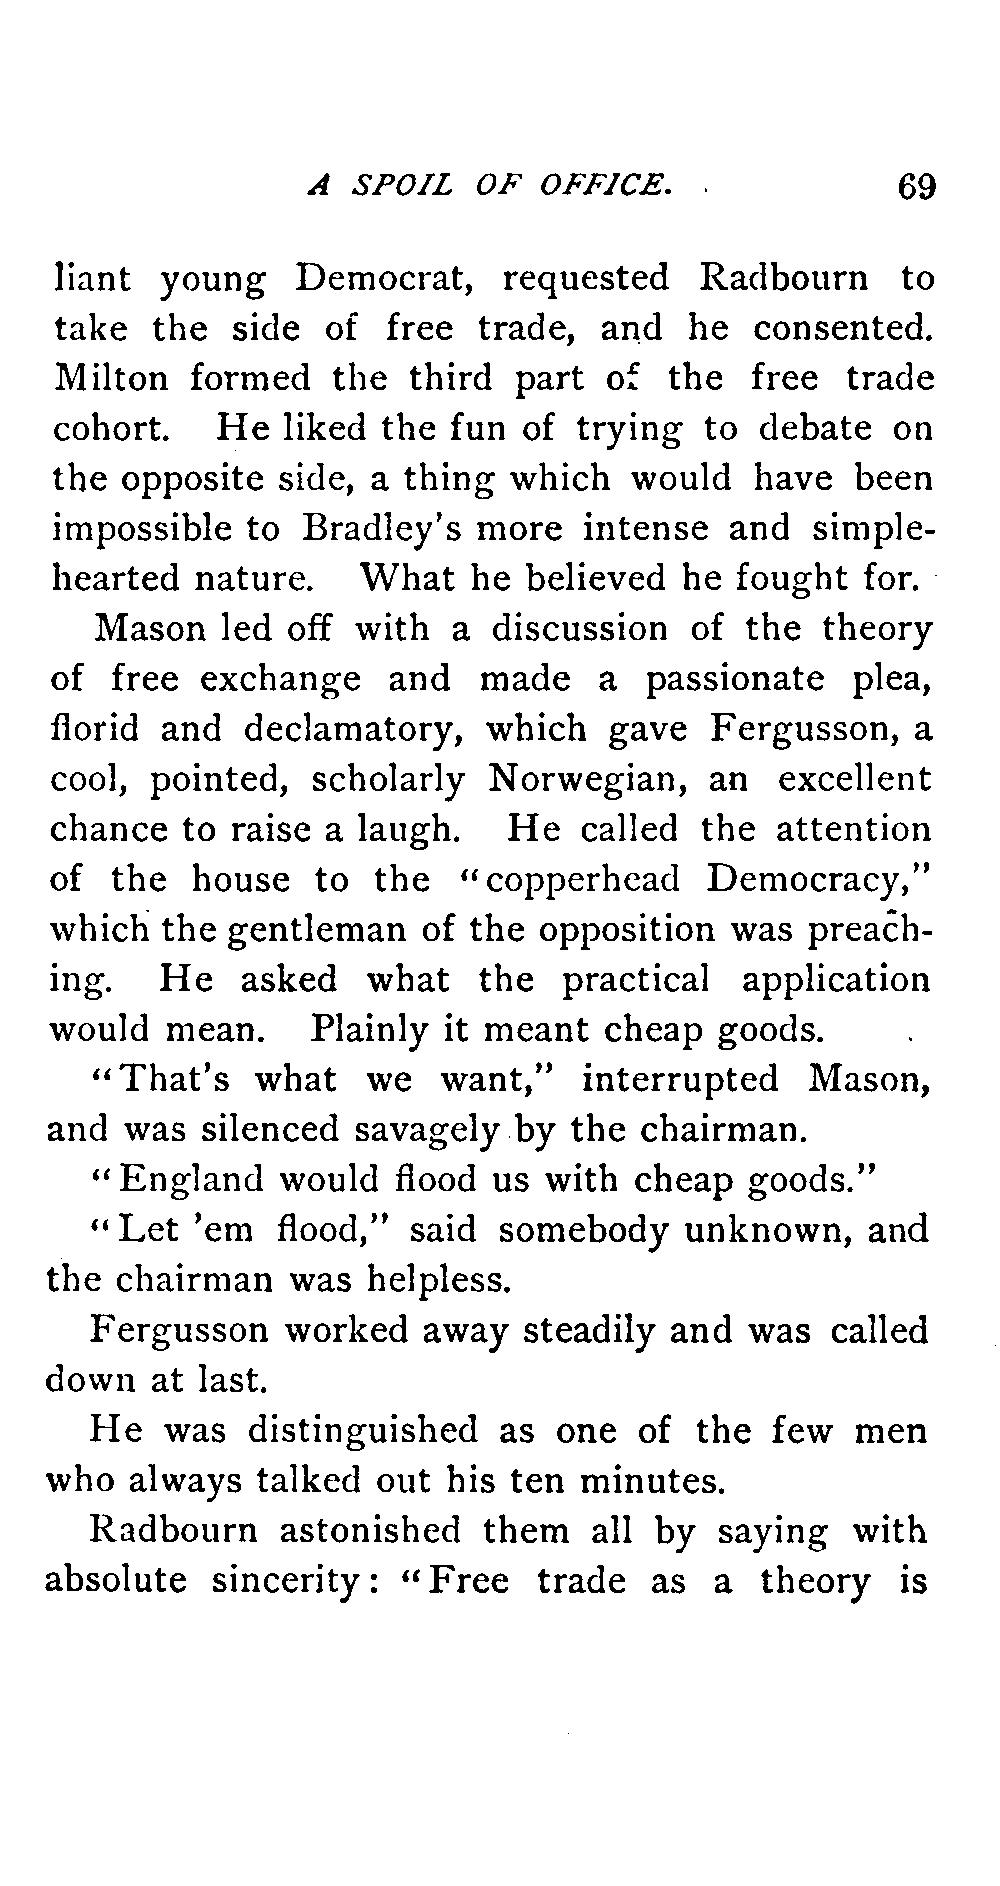 A SPOIL OF OFFICE. 69
liant young Democrat, requested Radbourn to
take the side of free trade, and he consented.
Milton formed the third part of the free trade
cohort. He liked the fun of trying to debate on
the opposite side, a thing which would have been
impossible to Bradley's more intense and simple-
hearted nature. What he believed he fought for.
Mason led off with a discussion of the theory
of free exchange and made a passionate plea,
florid and declamatory, which gave Fergusson, a
cool, pointed, scholarly Norwegian, an excellent
chance to raise a laugh. He called the attention
of the house to the "copperhead Democracy,"
which the gentleman of the opposition was preach-
ing. He asked what the practical application
would mean. Plainly it meant cheap goods.
"That's what we want," interrupted Mason,
and was silenced savagely by the chairman.
"England would flood us with cheap goods."
"Let 'em flood," said somebody unknown, and
the chairman was helpless.
Fergusson worked away steadily and was called
down at last.
He was distinguished as one of the few men
who always talked out his ten minutes.
Radbourn astonished them all by saying with
absolute sincerity: "Free trade as a theory is